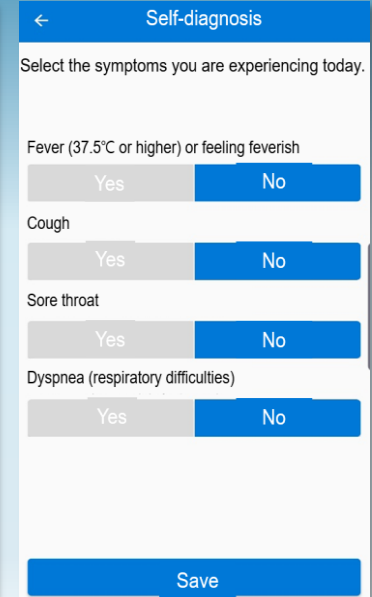 Self-diagnosis
Select the symptoms you are experiencing today.
Fever (37.5℃ or higher) or feeling feverish
Yes No
Cough
Yes No
Sore throat
Yes No
Dyspnea (respiratory difficulties)
Yes No
Save